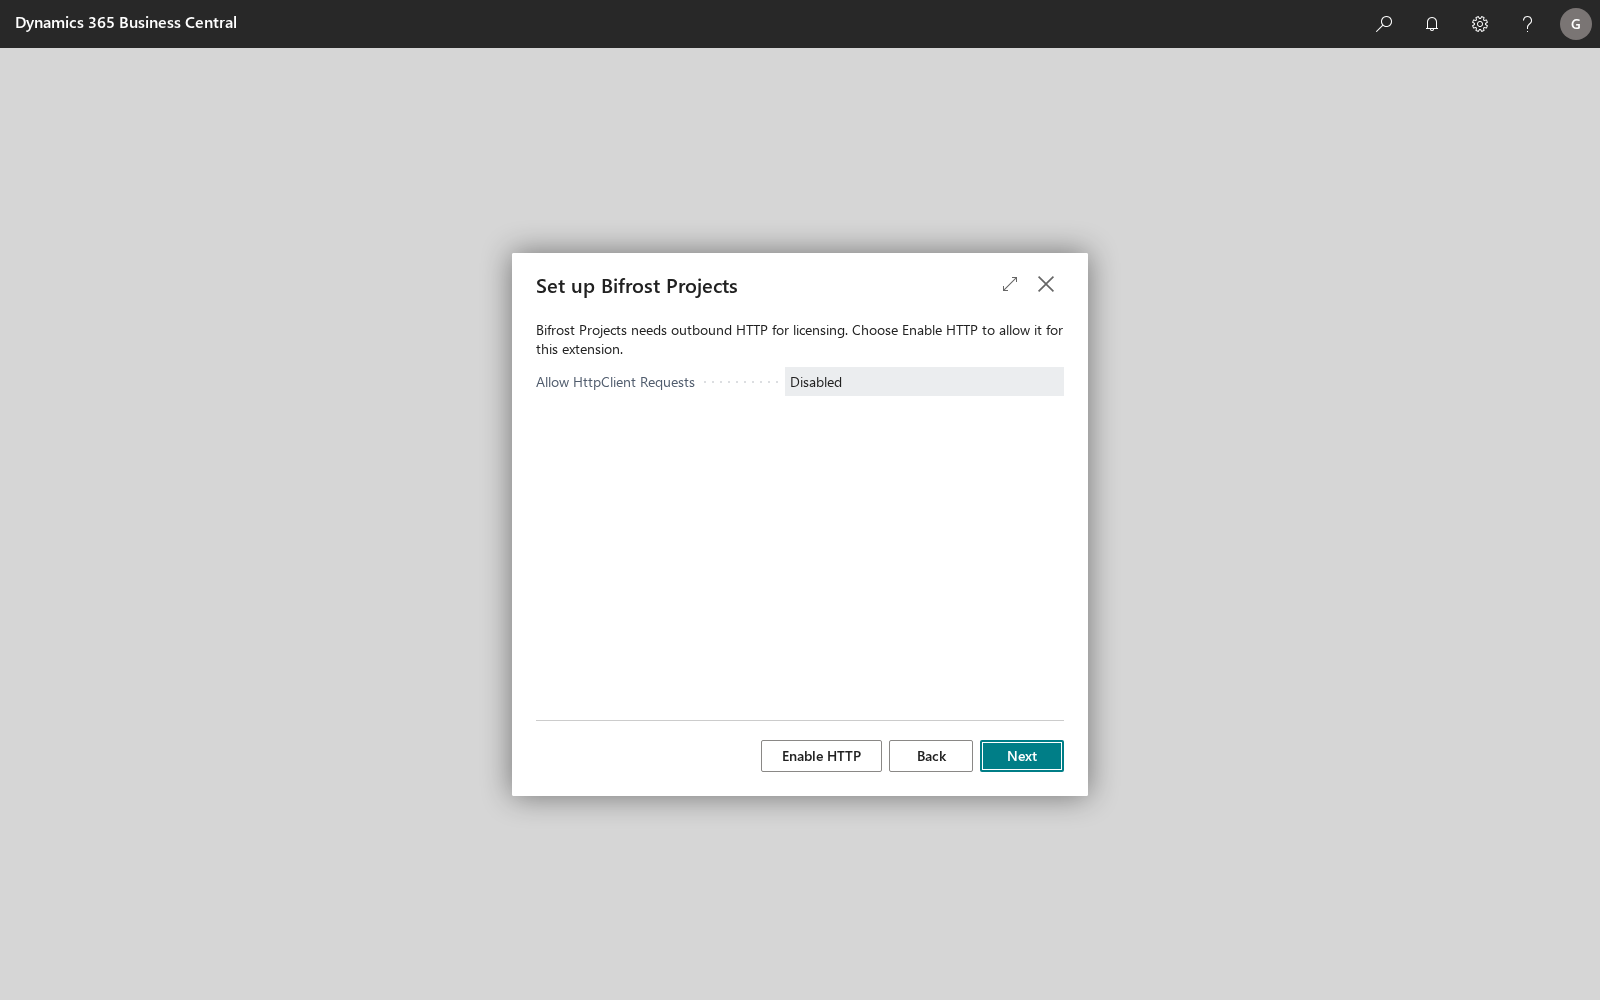 Dynamics 365 Business Central
G
Set up Bifrost Projects
Bifrost Projects needs outbound HTTP for licensing. Choose Enable HTTP to allow it for
this extension.
Allow HttpClient Requests
Disabled
Enable HTTP
Back
Next